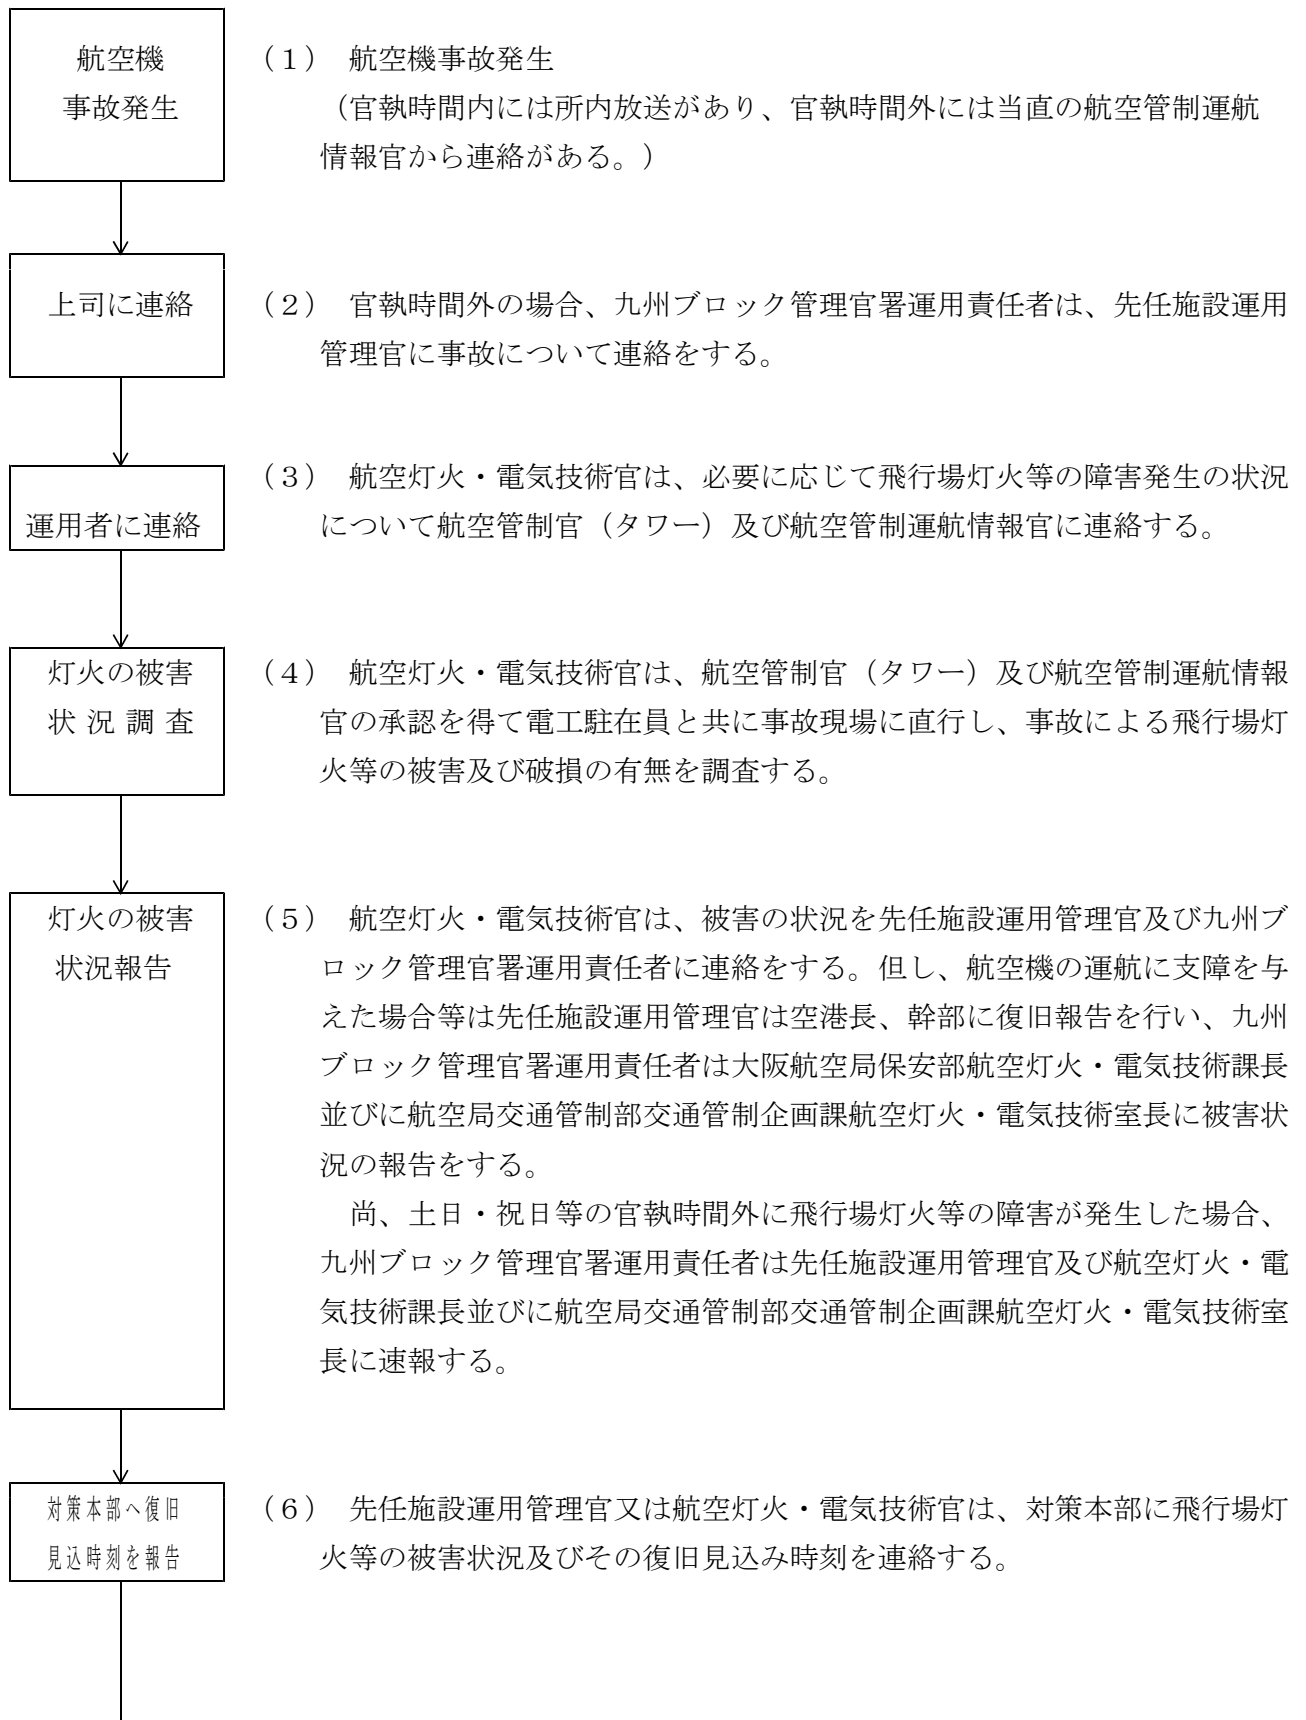 航空機
事故発生
(1) 航空機事故発生
(官執時間内には所内放送があり、官執時間外には当直の航空管制運航
情報官から連絡がある。)
上司に連絡
(2) 官執時間外の場合、九州ブロック管理官署運用責任者は、先任施設運用
管理官に事故について連絡をする。
運用者に連絡
(3) 航空灯火・電気技術官は、必要に応じて飛行場灯火等の障害発生の状況
について航空管制官(タワー)及び航空管制運航情報官に連絡する。
灯火の被害
状況調査
(4) 航空灯火・電気技術官は、航空管制官(タワー)及び航空管制運航情報
官の承認を得て電工駐在員と共に事故現場に直行し、事故による飛行場灯
火等の被害及び破損の有無を調査する。
灯火の被害
状況報告
(5) 航空灯火・電気技術官は、被害の状況を先任施設運用管理官及び九州ブ
ロック管理官署運用責任者に連絡をする。但し、航空機の運航に支障を与
えた場合等は先任施設運用管理官は空港長、幹部に復旧報告を行い、九州
ブロック管理官署運用責任者は大阪航空局保安部航空灯火・電気技術課長
並びに航空局交通管制部交通管制企画課航空灯火・電気技術室長に被害状
況の報告をする。
尚、土日・祝日等の官執時間外に飛行場灯火等の障害が発生した場合、
九州ブロック管理官署運用責任者は先任施設運用管理官及び航空灯火・電
気技術課長並びに航空局交通管制部交通管制企画課航空灯火・電気技術室
長に速報する。
対策本部へ復旧
見込時刻を報告
(6) 先任施設運用管理官又は航空灯火・電気技術官は、対策本部に飛行場灯
火等の被害状況及びその復旧見込み時刻を連絡する。